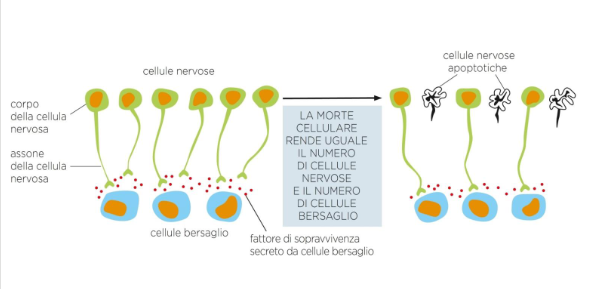 cellule nervose
corpo
della cellula
nervosa
assone
della cellula
nervosa
cellule bersaglio
fattore di sopravvivenza
secreto da cellule bersaglio
LA MORTE
CELLULARE
RENDE UGUALE
IL NUMERO
DI CELLULE
NERVOSE
E IL NUMERO
DI CELLULE
BERSAGLIO
cellule nervose
apoptotiche